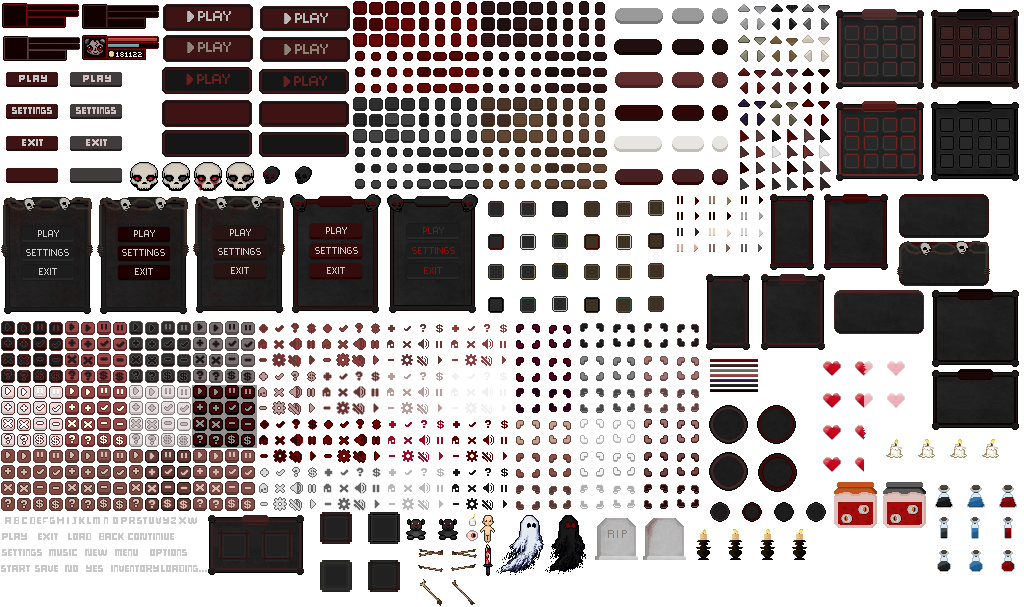 PLAY PLAY
PLAY PLAY
181122
PLAY PLAY
PLAY PLAY
SETTINGS SETTINGS
EXIT EXIT
PLAY PLAY PLAY PLAY PLAY
SETTINGS SETTINGS SETTINGS SETTINGS SETTINGS
EXIT EXIT EXIT EXIT EXIT
PLAY EXIT LOAD BACK CONTINUE
RIP
SETTINGS MUSIC NEW MENU OPTIONS
START SAVE NO YES INVENTORY LOADING...